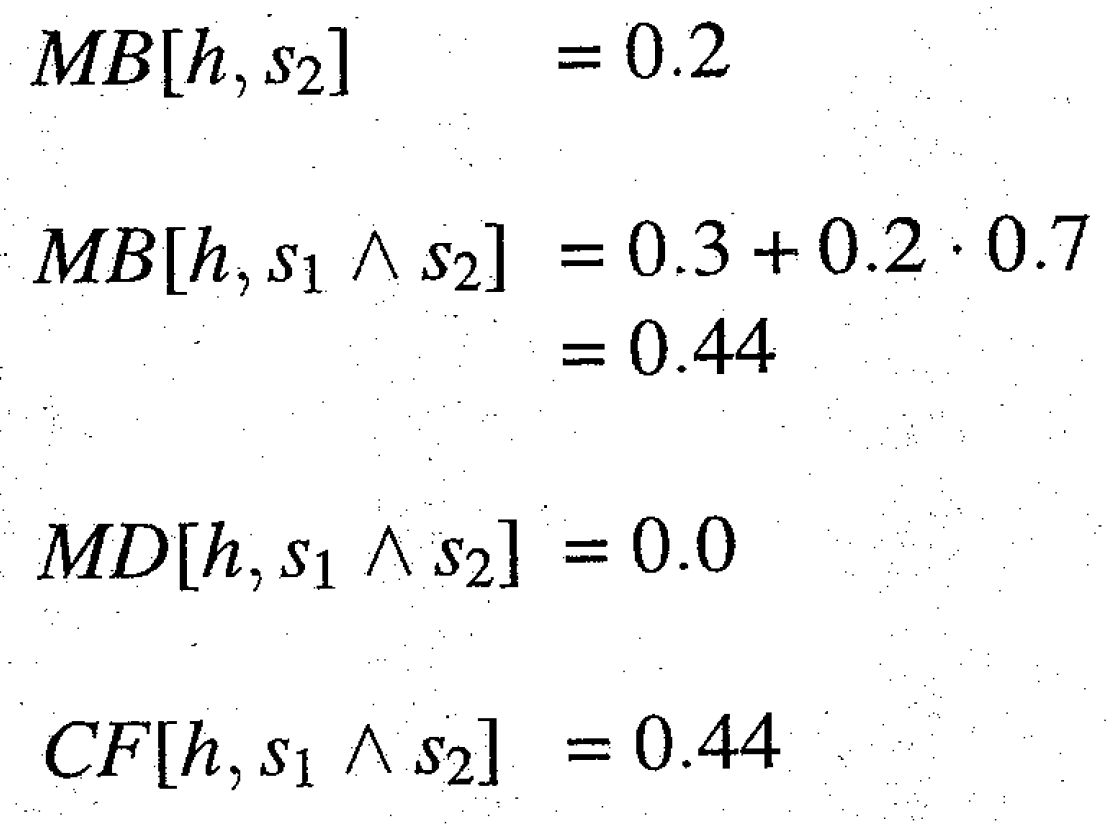 MB[h, s₂] = 0.2
MB[h, s₁ ∧ s₂] = 0.3 + 0.2 · 0.7
= 0.44
MD[h, s₁ ∧ s₂] = 0.0
CF[h, s₁ ∧ s₂] = 0.44